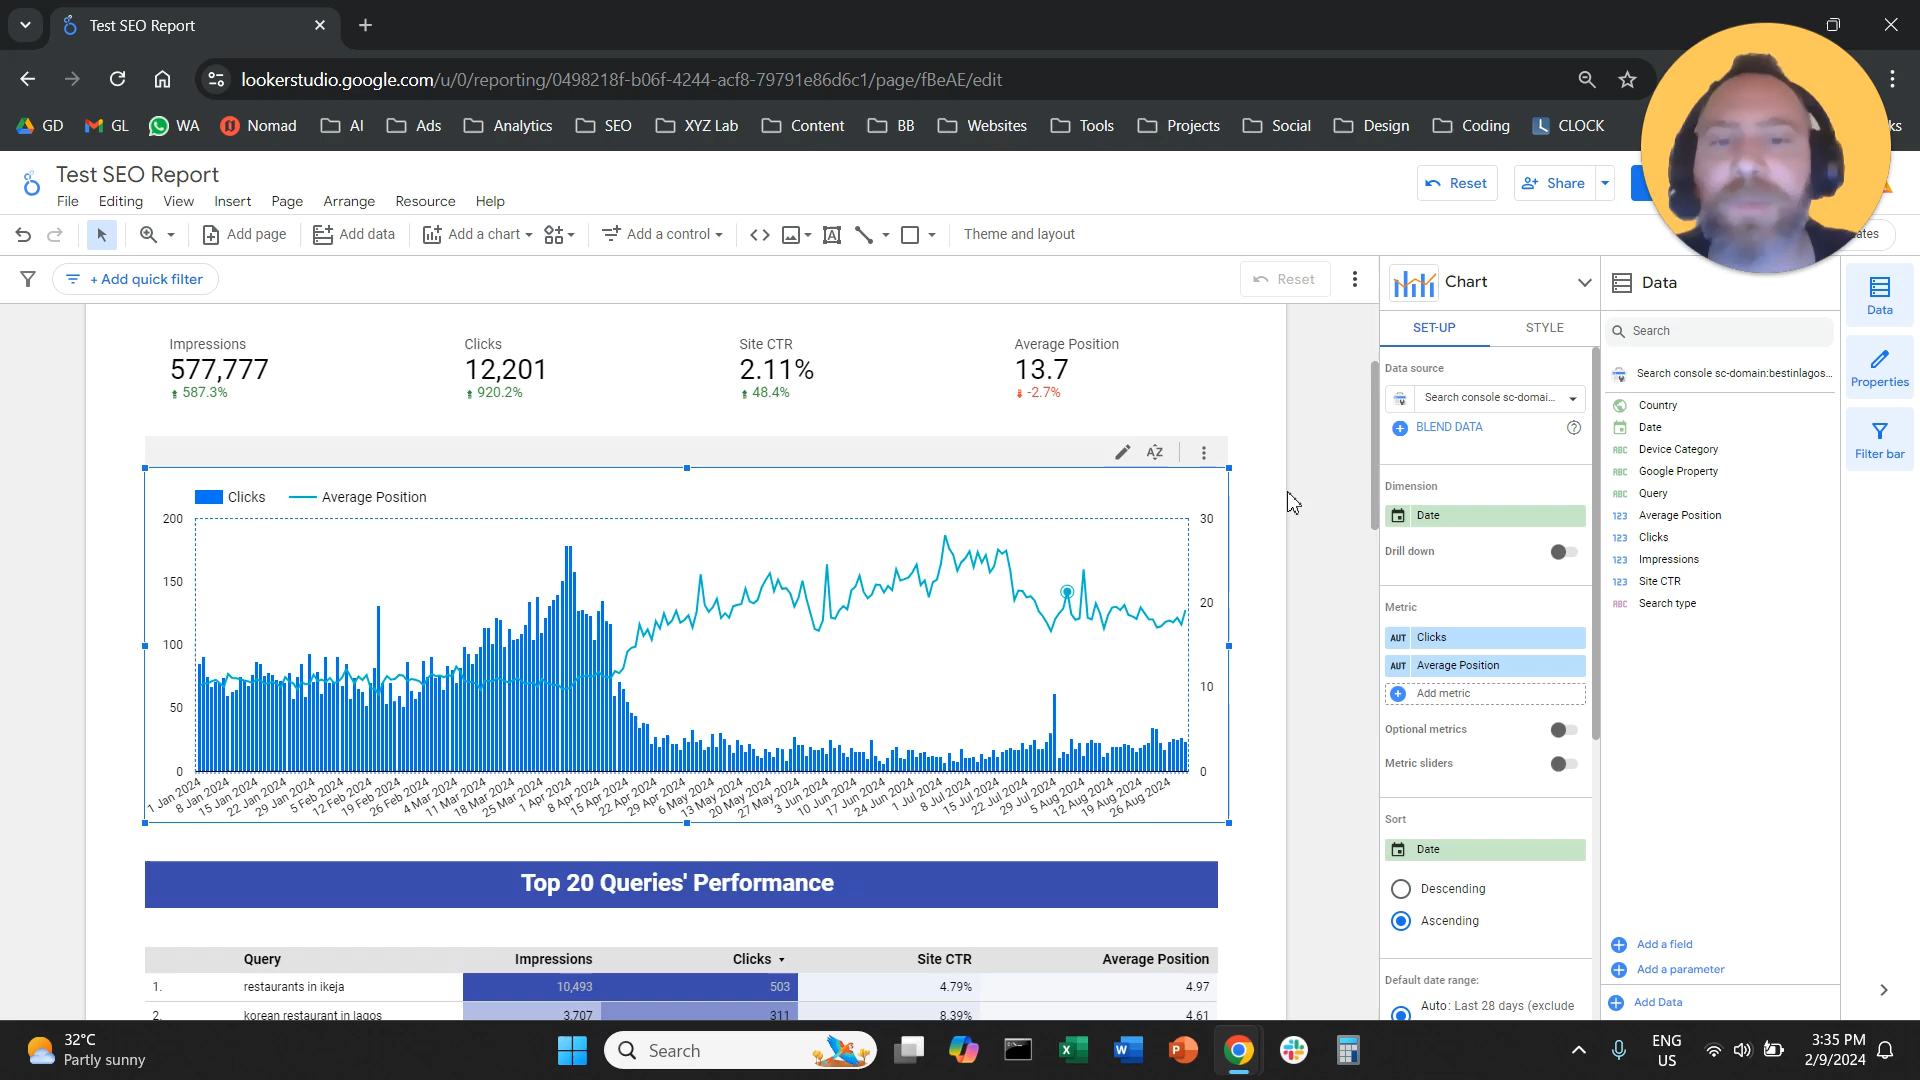 Test SEO Report
lookerstudio.google.com/u/0/reporting/0498218f-b06f-4244-acf8-79791e86d6c1/page/fBeAE/edit
GD GL WA Nomad AI Ads Analytics SEO XYZ Lab Content BB Websites Tools Projects Social Design Coding CLOCK
Test SEO Report
File Editing View Insert Page Arrange Resource Help
Reset Share
Add page Add data Add a chart Add a control Theme and layout
+ Add quick filter
Reset
Chart
Data
SET-UP STYLE
Search
Data source
Search console sc-domai...
BLEND DATA
Search console sc-domain:bestinlagos...
Country
Date
ABC Device Category
ABC Google Property
ABC Query
123 Average Position
123 Clicks
123 Impressions
123 Site CTR
ABC Search type
Data
Properties
Filter bar
Impressions
577,777
587.3%
Clicks
12,201
920.2%
Site CTR
2.11%
48.4%
Average Position
13.7
-2.7%
AZ
Clicks Average Position
200
150
100
50
0
30
20
10
0
1 Jan 2024
8 Jan 2024
15 Jan 2024
22 Jan 2024
29 Jan 2024
5 Feb 2024
12 Feb 2024
19 Feb 2024
26 Feb 2024
4 Mar 2024
11 Mar 2024
18 Mar 2024
25 Mar 2024
1 Apr 2024
8 Apr 2024
15 Apr 2024
22 Apr 2024
29 Apr 2024
6 May 2024
13 May 2024
20 May 2024
27 May 2024
3 Jun 2024
10 Jun 2024
17 Jun 2024
24 Jun 2024
1 Jul 2024
8 Jul 2024
15 Jul 2024
22 Jul 2024
29 Jul 2024
5 Aug 2024
12 Aug 2024
19 Aug 2024
26 Aug 2024
Dimension
Date
Drill down
Metric
AUT Clicks
AUT Average Position
Add metric
Optional metrics
Metric sliders
Sort
Date
Descending
Ascending
Default date range:
Auto: Last 28 days (exclude
Add a field
Add a parameter
Add Data
Top 20 Queries' Performance
Query Impressions Clicks Site CTR Average Position
1. restaurants in ikeja 10,493 503 4.79% 4.97
2. korean restaurant in lagos 3,707 311 8.39% 4.61
32°C
Partly sunny
Search
ENG
US
3:35 PM
2/9/2024